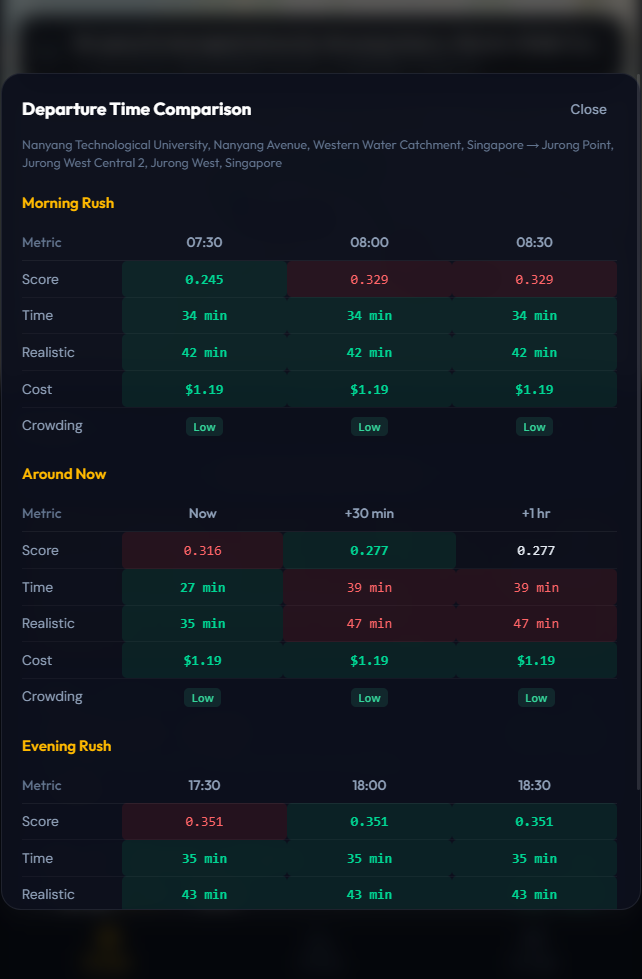 Departure Time Comparison
Close
Nanyang Technological University, Nanyang Avenue, Western Water Catchment, Singapore → Jurong Point,
Jurong West Central 2, Jurong West, Singapore
Morning Rush
Metric 07:30 08:00 08:30
Score 0.245 0.329 0.329
Time 34 min 34 min 34 min
Realistic 42 min 42 min 42 min
Cost $1.19 $1.19 $1.19
Crowding Low Low Low
Around Now
Metric Now +30 min +1 hr
Score 0.316 0.277 0.277
Time 27 min 39 min 39 min
Realistic 35 min 47 min 47 min
Cost $1.19 $1.19 $1.19
Crowding Low Low Low
Evening Rush
Metric 17:30 18:00 18:30
Score 0.351 0.351 0.351
Time 35 min 35 min 35 min
Realistic 43 min 43 min 43 min